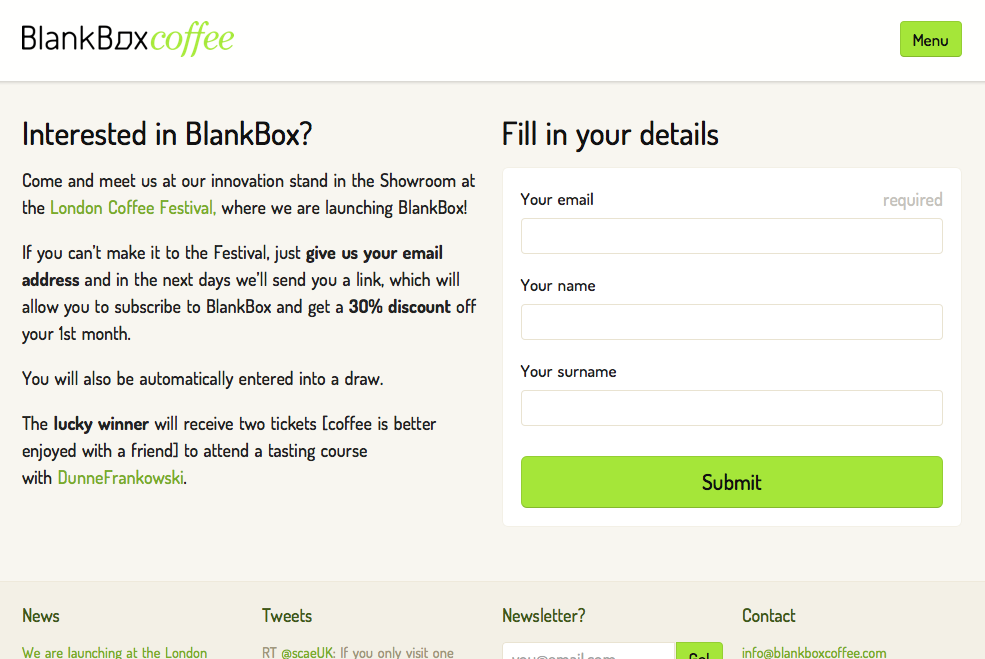 BlankBox coffee
Menu
Interested in BlankBox?
Come and meet us at our innovation stand in the Showroom at
the London Coffee Festival, where we are launching BlankBox!
If you can't make it to the Festival, just give us your email
address and in the next days we'll send you a link, which will
allow you to subscribe to BlankBox and get a 30% discount off
your 1st month.
You will also be automatically entered into a draw.
The lucky winner will receive two tickets [coffee is better
enjoyed with a friend] to attend a tasting course
with DunneFrankowski.
Fill in your details
Your email required
Your name
Your surname
Submit
News
We are launching at the London
Tweets
RT @scaeUK: If you only visit one
Newsletter?
you@email.com
Go!
Contact
info@blankboxcoffee.com